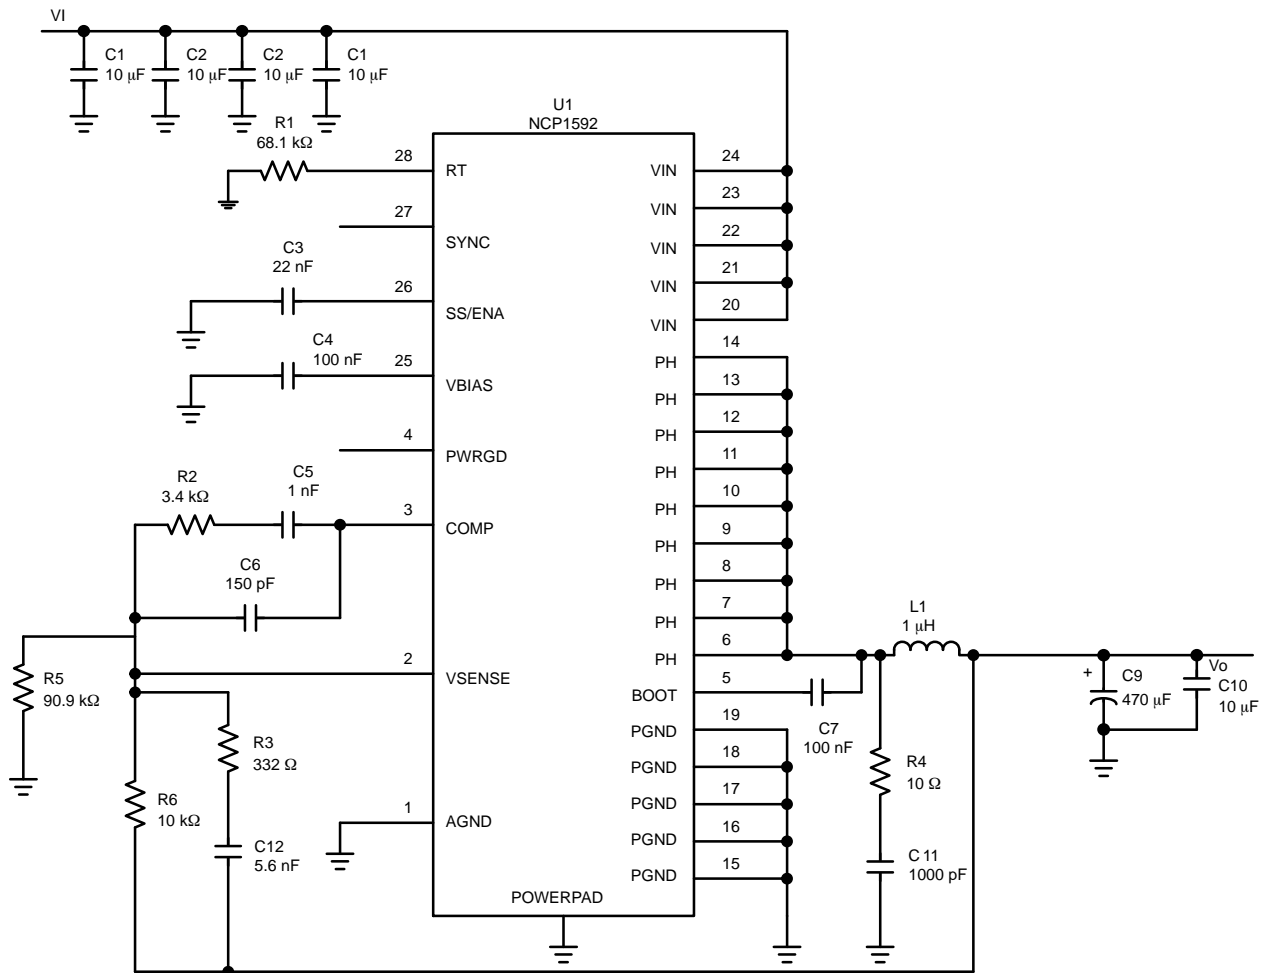 VI
C1
10 μF
C2
10 μF
C2
10 μF
C1
10 μF
U1
NCP1592
R1
68.1 kΩ
28
RT
27
SYNC
C3
22 nF
26
SS/ENA
C4
100 nF
25
VBIAS
4
PWRGD
R2
3.4 kΩ
C5
1 nF
3
COMP
C6
150 pF
2
VSENSE
R5
90.9 kΩ
R3
332 Ω
R6
10 kΩ
C12
5.6 nF
1
AGND
POWERPAD
24
VIN
23
VIN
22
VIN
21
VIN
20
VIN
14
PH
13
PH
12
PH
11
PH
10
PH
9
PH
8
PH
7
PH
6
PH
5
BOOT
19
PGND
18
PGND
17
PGND
16
PGND
15
PGND
C7
100 nF
L1
1 μH
R4
10 Ω
C 11
1000 pF
+
C9
470 μF
Vo
C10
10 μF